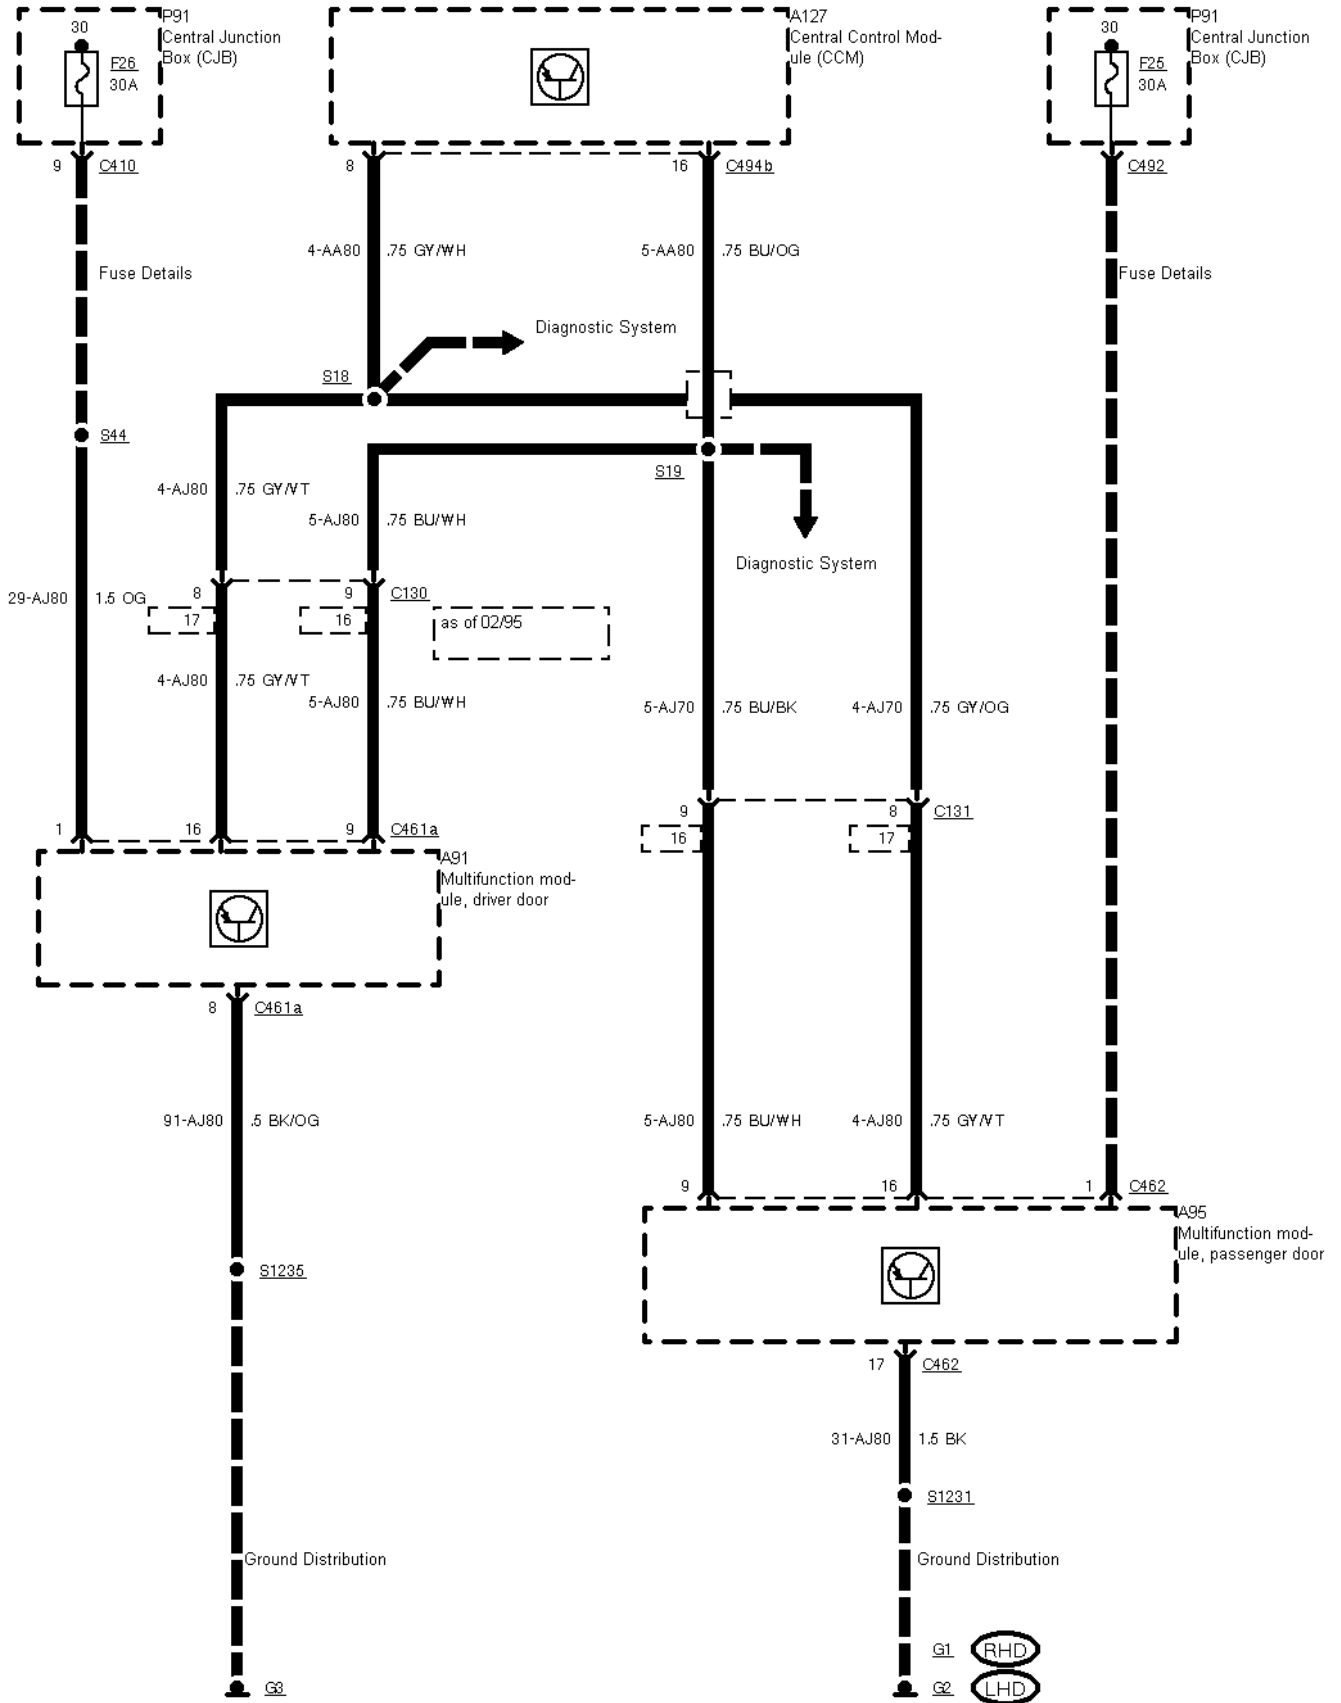 P91
Central Junction
Box (CJB)
30
F26
30A
A127
Central Control Mod-
ule (CCM)
P91
Central Junction
Box (CJB)
30
F25
30A
9
C410
8
16
C494b
C492
4-AA80
.75 GY/WH
5-AA80
.75 BU/OG
Fuse Details
Fuse Details
Diagnostic System
S18
S44
S19
4-AJ80
.75 GY/VT
5-AJ80
.75 BU/WH
Diagnostic System
29-AJ80
1.5 OG
8
9
C130
17
16
as of 02/95
4-AJ80
.75 GY/VT
5-AJ80
.75 BU/WH
5-AJ70
.75 BU/BK
4-AJ70
.75 GY/OG
9
8
C131
16
17
1
16
9
C461a
A91
Multifunction mod-
ule, driver door
8
C461a
91-AJ80
.5 BK/OG
5-AJ80
.75 BU/WH
4-AJ80
.75 GY/VT
9
16
1
C462
A95
Multifunction mod-
ule, passenger door
S1235
17
C462
31-AJ80
1.5 BK
S1231
Ground Distribution
Ground Distribution
G1
RHD
G3
G2
LHD